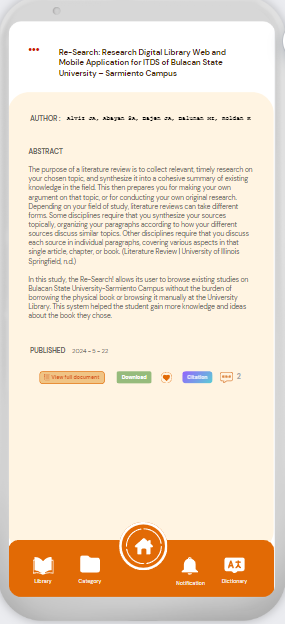 Re-Search: Research Digital Library Web and
Mobile Application for ITDS of Bulacan State
University – Sarmiento Campus
AUTHOR :
ABSTRACT
The purpose of a literature review is to collect relevant, timely research on
your chosen topic, and synthesize it into a cohesive summary of existing
knowledge in the field. This then prepares you for making your own
argument on that topic, or for conducting your own original research.
Depending on your field of study, literature reviews can take different
forms. Some disciplines require that you synthesize your sources
topically, organizing your paragraphs according to how your different
sources discuss similar topics. Other disciplines require that you discuss
each source in individual paragraphs, covering various aspects in that
single article, chapter, or book. (Literature Review | University of Illinois
Springfield, n.d.)
In this study, the Re-Search! allows its user to browse existing studies on
Bulacan State University-Sarmiento Campus without the burden of
borrowing the physical book or browsing it manually at the University
Library. This system helped the student gain more knowledge and ideas
about the book they chose.
PUBLISHED 2024 – 5 – 22
View full document Download Citation 2
Library Category Notification Dictionary